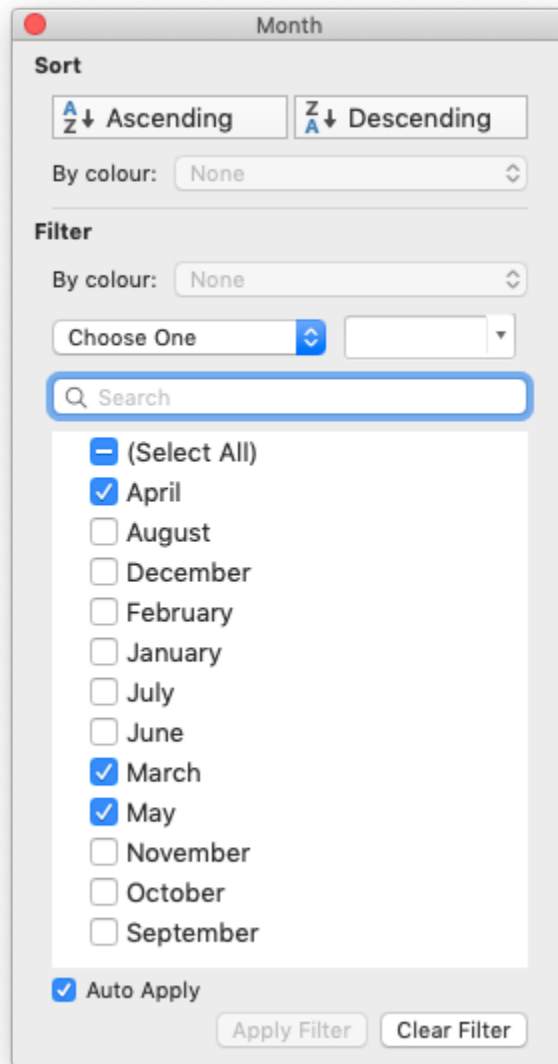 Month
Sort
A Z Ascending Z A Descending
By colour: None
Filter
By colour: None
Choose One
Search
(Select All)
April
August
December
February
January
July
June
March
May
November
October
September
Auto Apply
Apply Filter Clear Filter